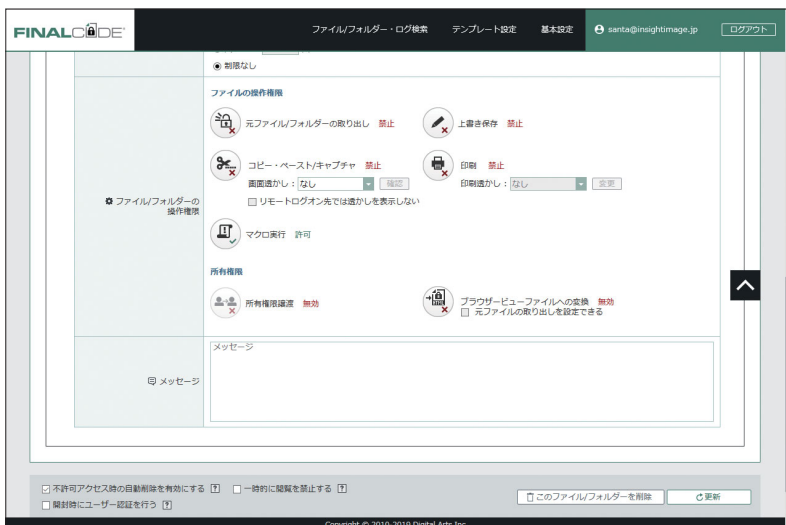 FINALCODE
ファイル/フォルダー・ログ検索 テンプレート設定 基本設定 santa@insightimage.jp ログアウト
制限なし
ファイルの操作権限
元ファイル/フォルダーの取り出し 禁止 上書き保存 禁止
コピー・ペースト/キャプチャ 禁止 印刷 禁止
画面透かし：なし 確認 印刷透かし：なし 変更
リモートログオン先では透かしを表示しない
ファイル/フォルダーの
操作権限
マクロ実行 許可
所有権限
所有権限譲渡 無効 ブラウザービューファイルへの変換 無効
元ファイルの取り出しを設定できる
メッセージ
メッセージ
不許可アクセス時の自動削除を有効にする ? 一時的に閲覧を禁止する ?
開封時にユーザー認証を行う ?
このファイル/フォルダーを削除 更新
Copyright © 2010-2019 Digital Arts Inc.